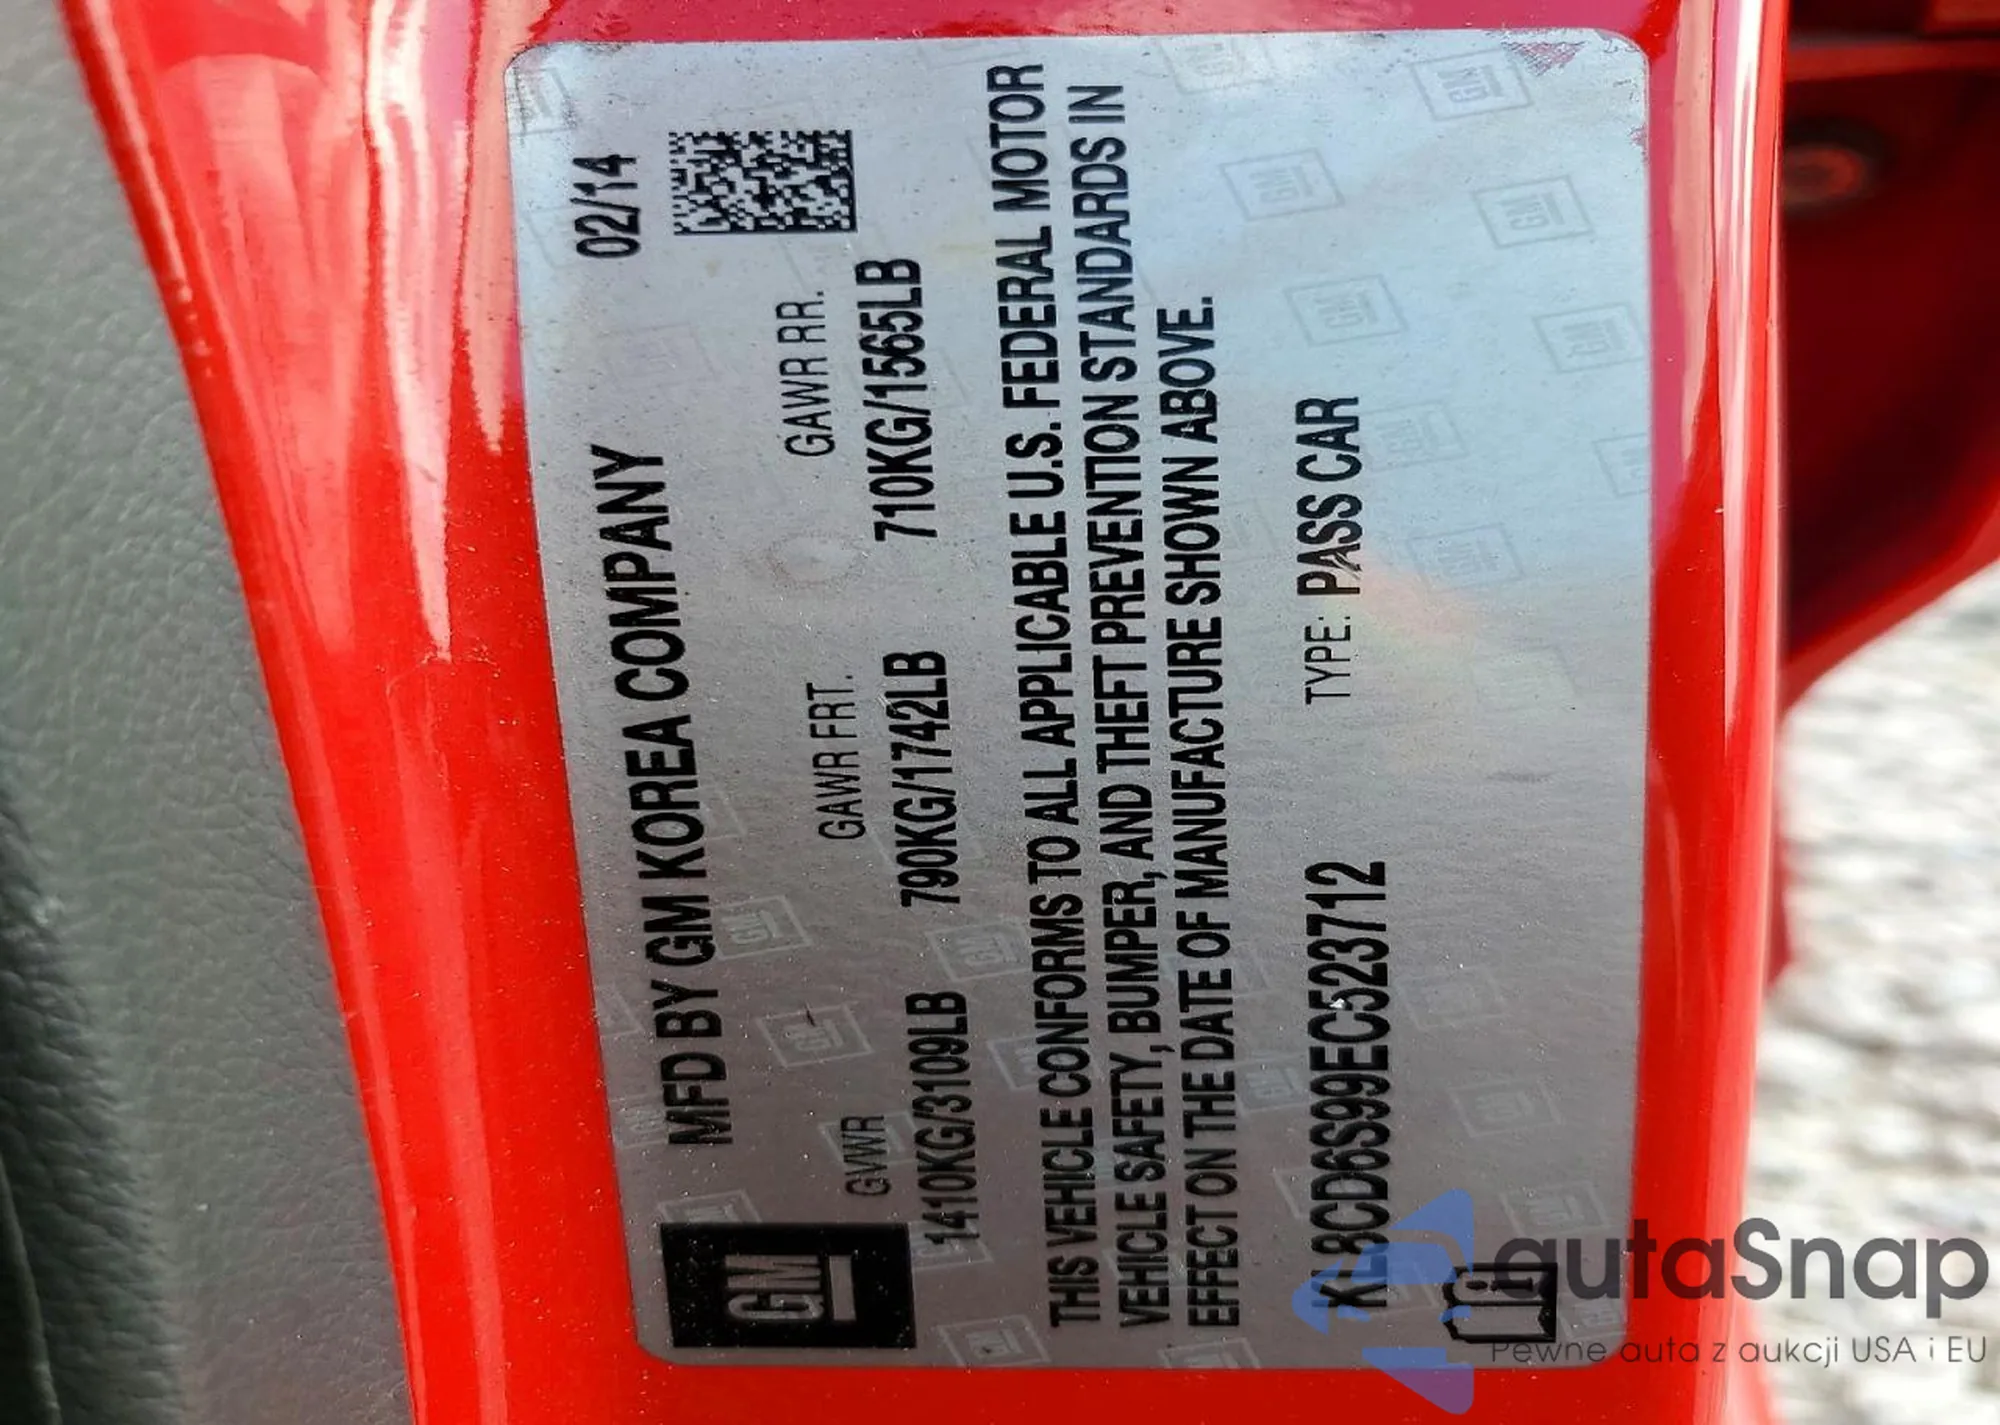 GM
MFD BY GM KOREA COMPANY 02/14
GVWR GAWR FRT. GAWR RR.
1410KG/3109LB 790KG/1742LB 710KG/1565LB
THIS VEHICLE CONFORMS TO ALL APPLICABLE U.S. FEDERAL MOTOR
VEHICLE SAFETY, BUMPER, AND THEFT PREVENTION STANDARDS IN
EFFECT ON THE DATE OF MANUFACTURE SHOWN ABOVE.
KL8CD6S99EC523712 TYPE: PASS CAR
autaSnap
Pewne auta z aukcji USA i EU